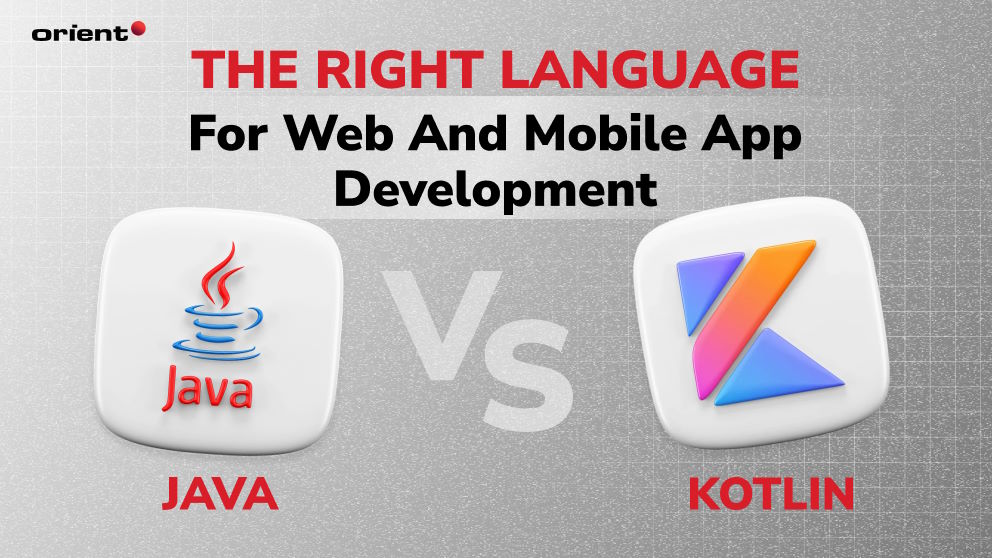 orient
THE RIGHT LANGUAGE
For Web And Mobile App
Development
VS
Java
JAVA
KOTLIN